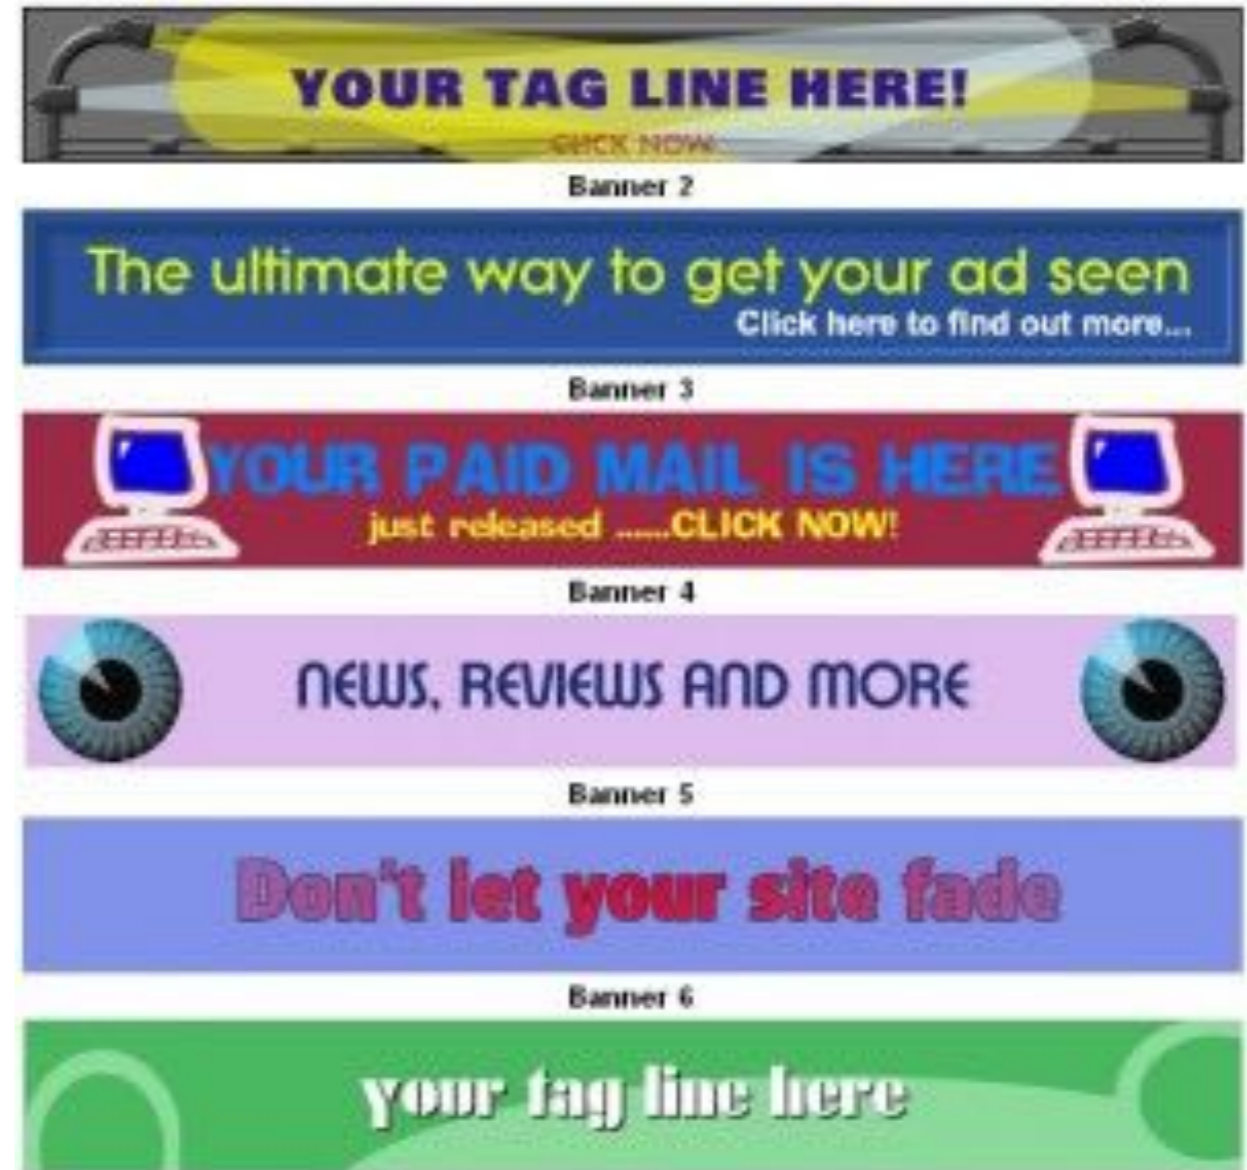 YOUR TAG LINE HERE!
CLICK NOW
Banner 2
The ultimate way to get your ad seen
Click here to find out more...
Banner 3
YOUR PAID MAIL IS HERE
just released ......CLICK NOW!
Banner 4
NEWS, REVIEWS AND MORE
Banner 5
Don't let your site fade
Banner 6
your tag line here